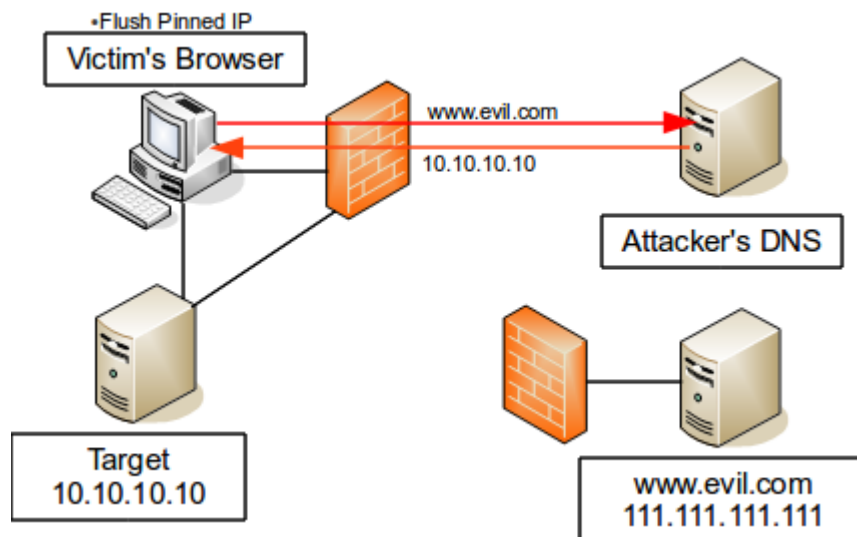 •Flush Pinned IP
Victim's Browser
www.evil.com
10.10.10.10
Attacker's DNS
Target
10.10.10.10
www.evil.com
111.111.111.111